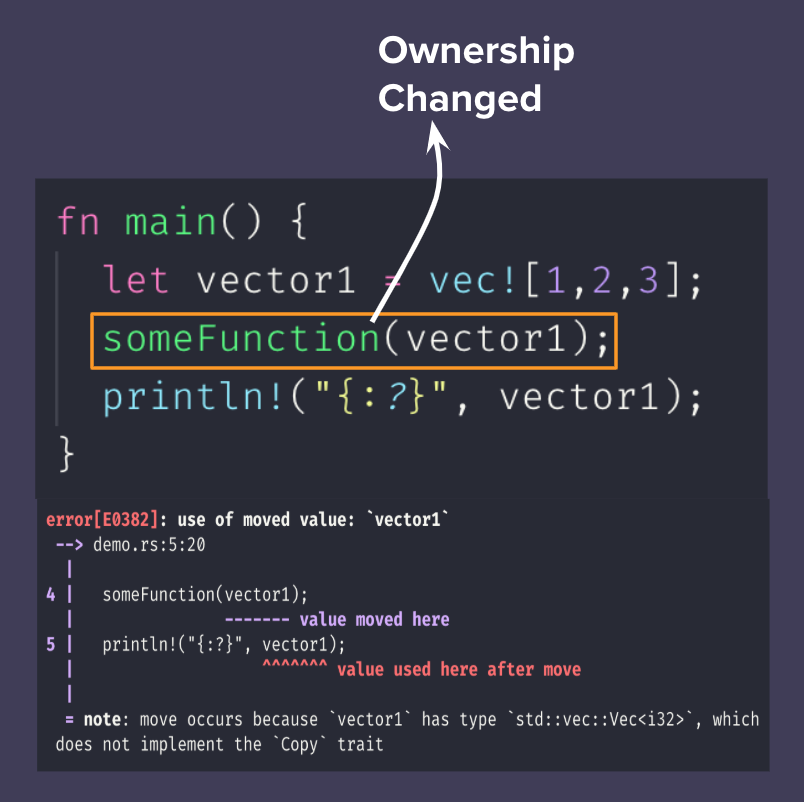 Ownership
Changed
fn main() {
let vector1 = vec![1,2,3];
someFunction(vector1);
println!("{:?}", vector1);
}
error[E0382]: use of moved value: `vector1`
--> demo.rs:5:20
|
4 | someFunction(vector1);
| ------- value moved here
5 | println!("{:?}", vector1);
| ^^^^^^^ value used here after move
|
= note: move occurs because `vector1` has type `std::vec::Vec<i32>`, which
does not implement the `Copy` trait